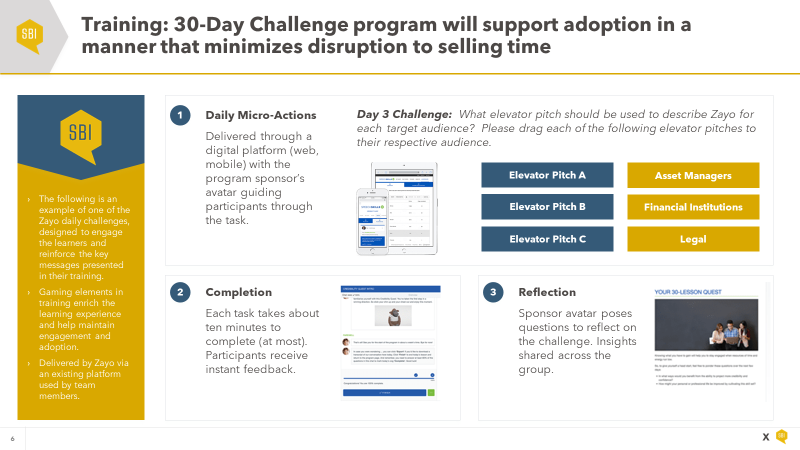 SBI
Training: 30-Day Challenge program will support adoption in a
manner that minimizes disruption to selling time
SBI
› The following is an
example of one of the
Zayo daily challenges,
designed to engage
the learners and
reinforce the key
messages presented
in their training.
› Gaming elements in
training enrich the
learning experience
and help maintain
engagement and
adoption.
› Delivered by Zayo via
an existing platform
used by team
members.
1
Daily Micro-Actions
Delivered through a
digital platform (web,
mobile) with the
program sponsor's
avatar guiding
participants through
the task.
Day 3 Challenge: What elevator pitch should be used to describe Zayo for
each target audience? Please drag each of the following elevator pitches to
their respective audience.
Elevator Pitch A
Asset Managers
Elevator Pitch B
Financial Institutions
Elevator Pitch C
Legal
2
Completion
Each task takes about
ten minutes to
complete (at most).
Participants receive
instant feedback.
3
Reflection
Sponsor avatar poses
questions to reflect on
the challenge. Insights
shared across the
group.
YOUR 30-LESSON QUEST
6
X
SBI